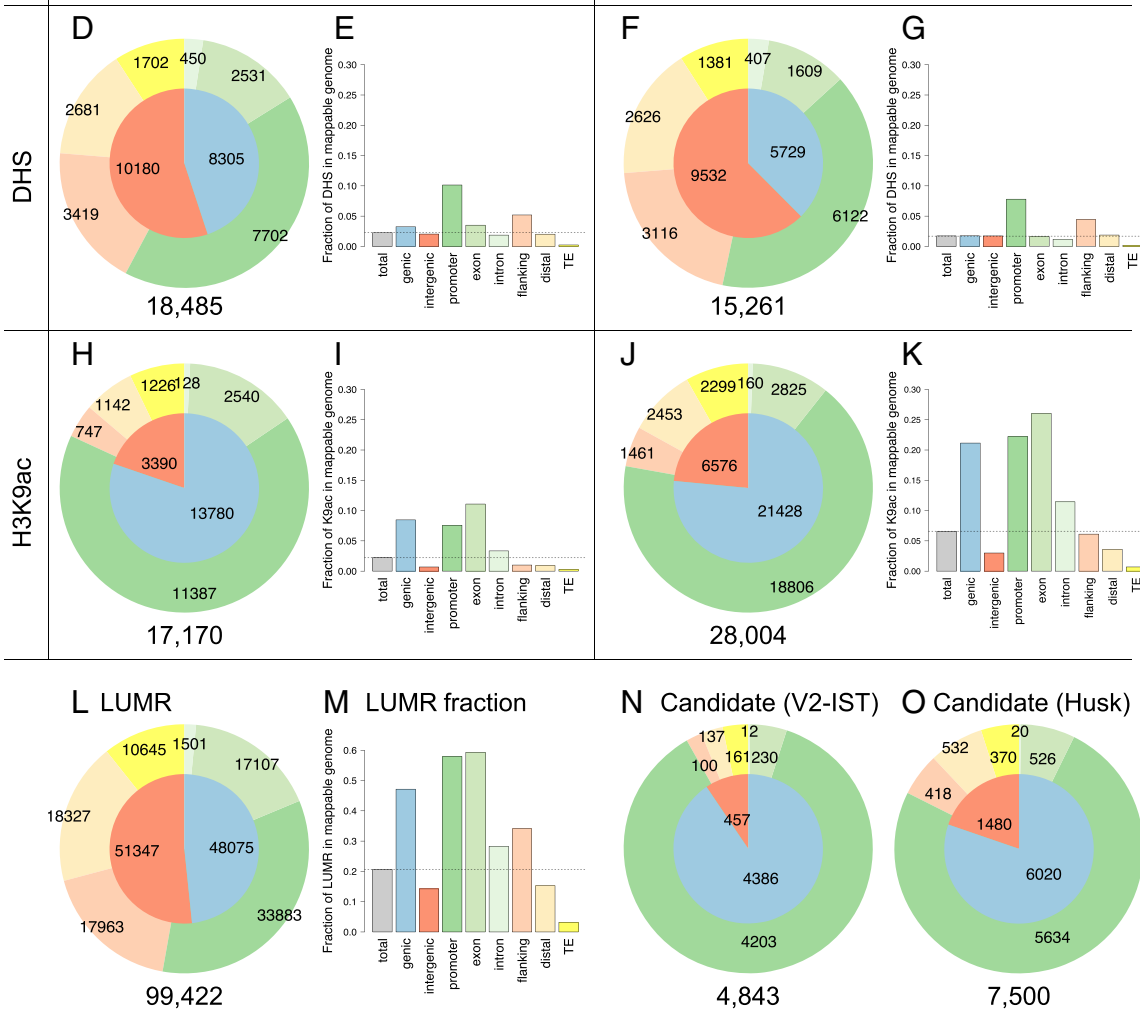 DHS
D
1702
450
2531
2681
10180
8305
3419
7702
18,485
E
Fraction of DHS in mappable genome
0.30
0.25
0.20
0.15
0.10
0.05
0.00
total
genic
intergenic
promoter
exon
intron
flanking
distal
TE
F
1381
407
1609
2626
9532
5729
3116
6122
15,261
G
Fraction of DHS in mappable genome
0.30
0.25
0.20
0.15
0.10
0.05
0.00
total
genic
intergenic
promoter
exon
intron
flanking
distal
TE
H3K9ac
H
1226
128
2540
1142
747
3390
13780
11387
17,170
I
Fraction of K9ac in mappable genome
0.30
0.25
0.20
0.15
0.10
0.05
0.00
total
genic
intergenic
promoter
exon
intron
flanking
distal
TE
J
2299
160
2825
2453
1461
6576
21428
18806
28,004
K
Fraction of K9ac in mappable genome
0.30
0.25
0.20
0.15
0.10
0.05
0.00
total
genic
intergenic
promoter
exon
intron
flanking
distal
TE
L LUMR
10645
1501
17107
18327
51347
48075
17963
33883
99,422
M LUMR fraction
Fraction of LUMR in mappable genome
0.6
0.5
0.4
0.3
0.2
0.1
0.0
total
genic
intergenic
promoter
exon
intron
flanking
distal
TE
N Candidate (V2-IST)
137
12
100
161
230
457
4386
4203
4,843
O Candidate (Husk)
20
532
370
526
418
1480
6020
5634
7,500